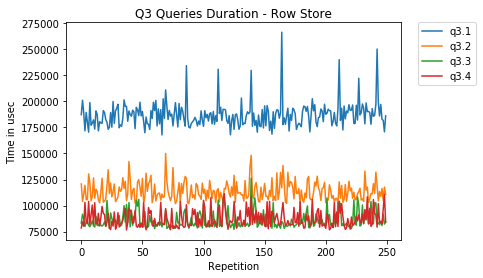 Q3 Queries Duration - Row Store
275000
250000
225000
200000
175000
150000
125000
100000
75000
Time in usec
0
50
100
150
200
250
Repetition
q3.1
q3.2
q3.3
q3.4